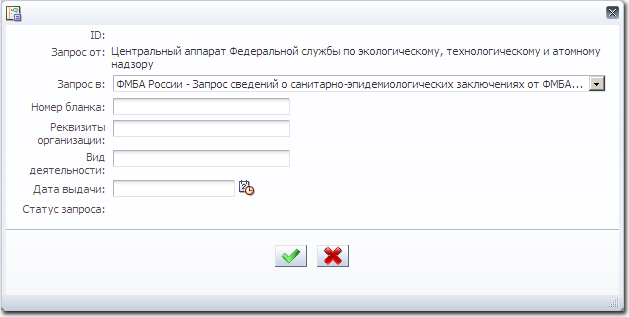 ID:
Запрос от: Центральный аппарат Федеральной службы по экологическому, технологическому и атомному
надзору
Запрос в: ФМБА России - Запрос сведений о санитарно-эпидемиологических заключениях от ФМБА...
Номер бланка:
Реквизиты
организации:
Вид
деятельности:
Дата выдачи:
Статус запроса: